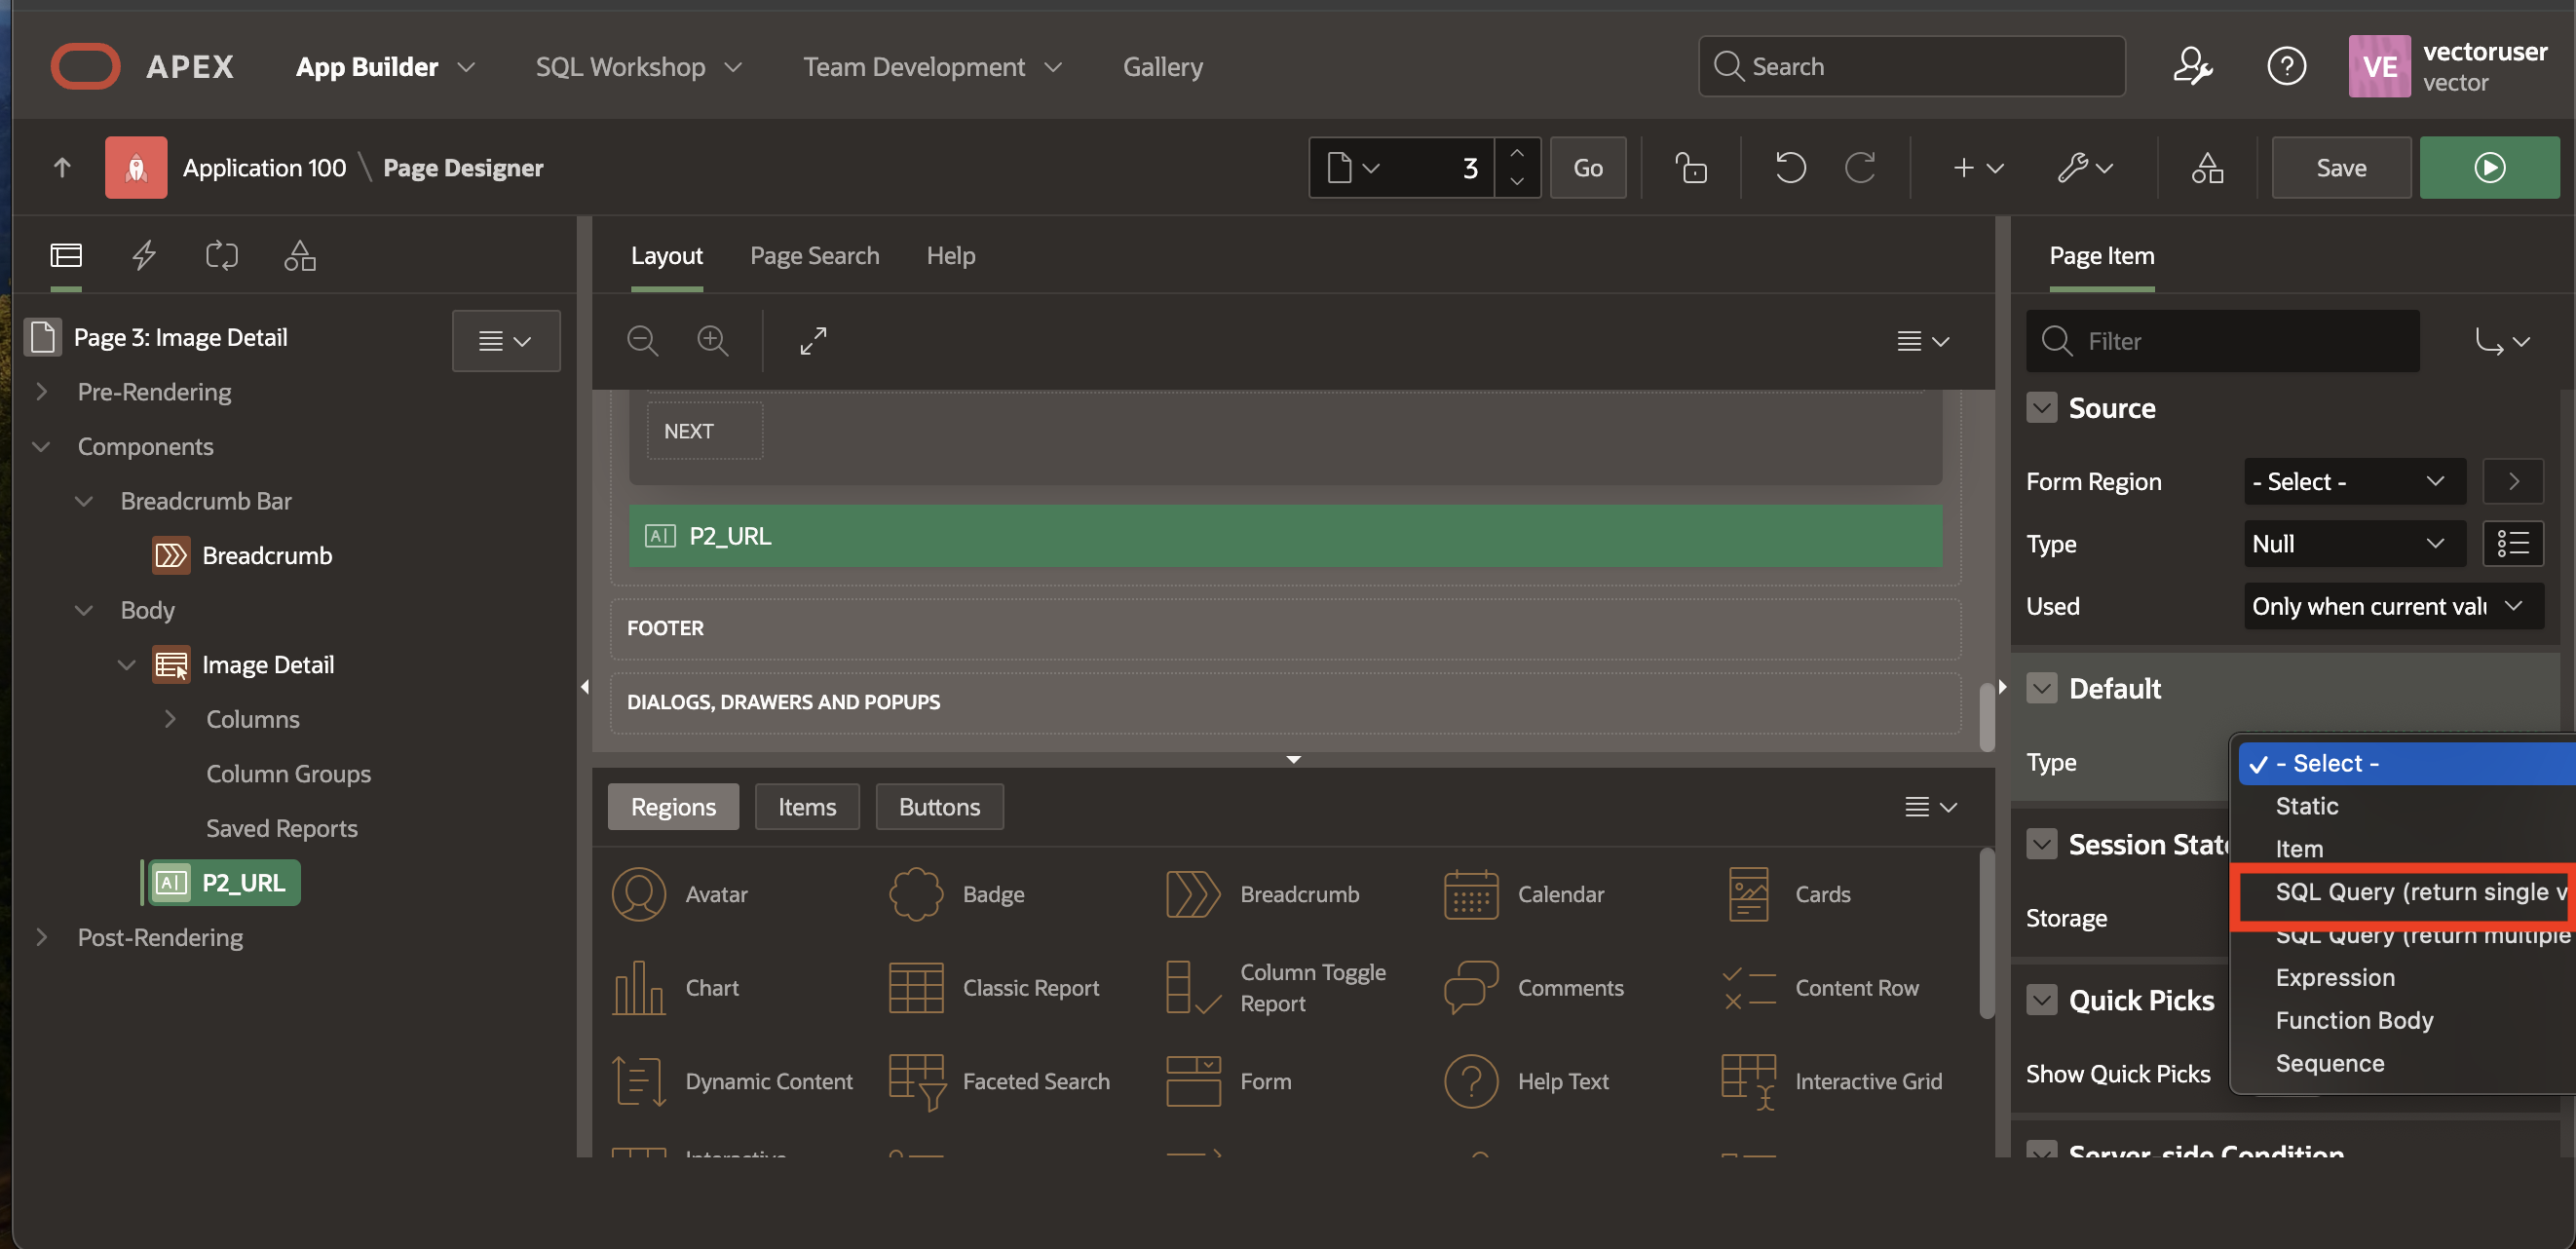 APEX
App Builder
SQL Workshop
Team Development
Gallery
Search
VE
vectoruser
vector
Application 100 \ Page Designer
3
Go
Save
Layout
Page Search
Help
Page Item
Page 3: Image Detail
Filter
Pre-Rendering
Components
Breadcrumb Bar
Breadcrumb
Body
Image Detail
Columns
Column Groups
Saved Reports
P2_URL
Post-Rendering
NEXT
P2_URL
FOOTER
DIALOGS, DRAWERS AND POPUPS
Regions
Items
Buttons
Avatar
Badge
Breadcrumb
Calendar
Cards
Chart
Classic Report
Column Toggle
Report
Comments
Content Row
Dynamic Content
Faceted Search
Form
Help Text
Interactive Grid
Interactive
Source
Form Region
- Select -
Type
Null
Used
Only when current valu
Default
Type
- Select -
Static
Item
SQL Query (return single v
SQL Query (return multiple
Expression
Function Body
Sequence
Session State
Storage
Quick Picks
Show Quick Picks
Server-side Condition